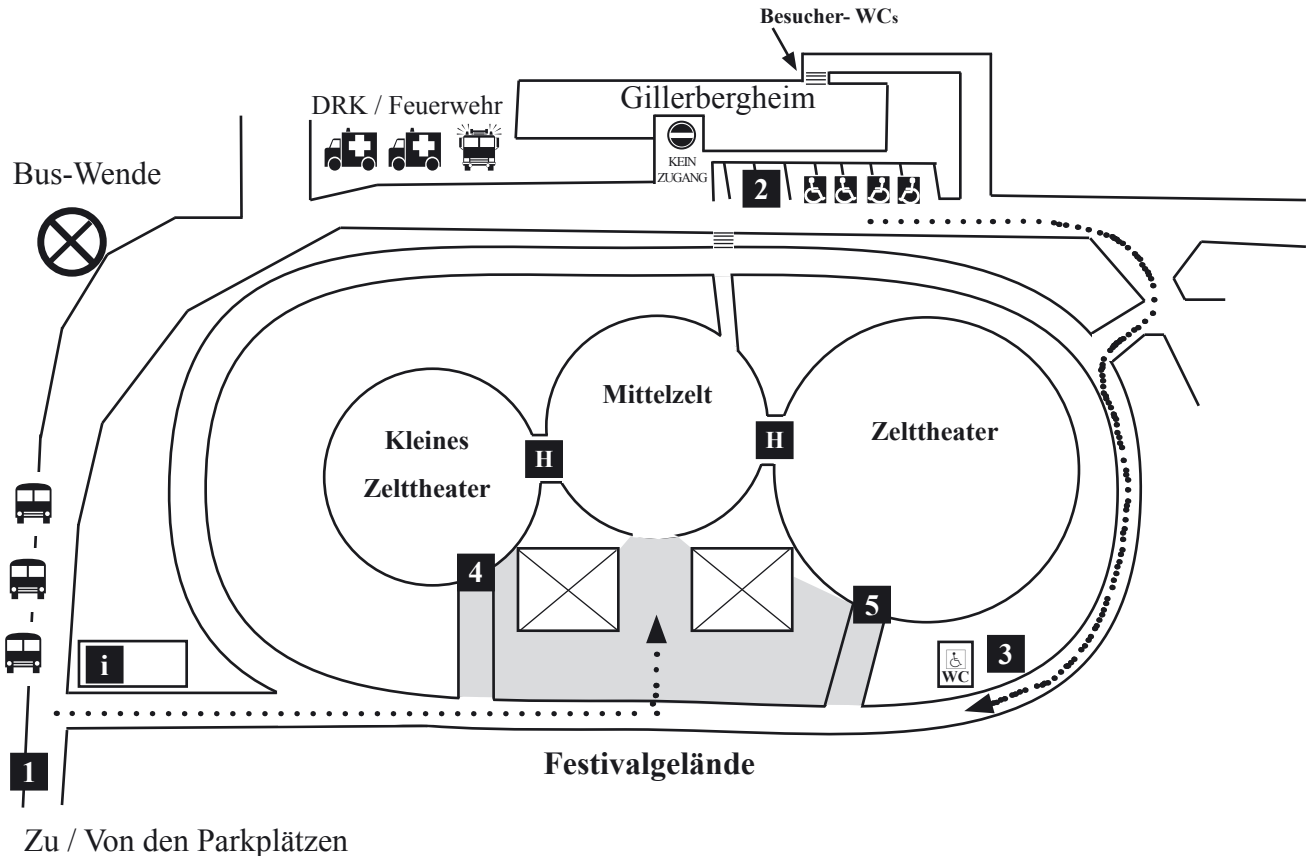 Besucher- WCs
Gillerbergheim
DRK / Feuerwehr
KEIN
ZUGANG
Bus-Wende
2
Mittelzelt
Kleines
Zelttheater
Zelttheater
H
H
4
5
i
3
WC
1
Festivalgelände
Zu / Von den Parkplätzen